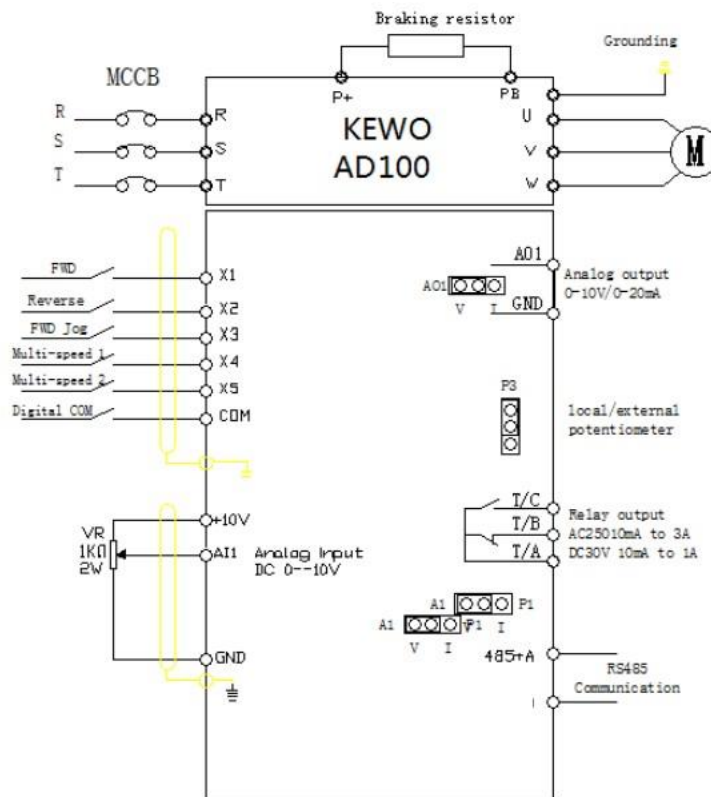 Braking resistor
Grounding
MCCB
P+
PB
R
R
U
KEWO
AD100
S
S
V
M
T
T
W
FWD
X1
AO1
Analog output
0-10V/0-20mA
AO1
V
I
GND
Reverse
X2
FWD Jog
X3
Multi-speed 1
X4
Multi-speed 2
X5
Digital COM
COM
P3
local/external
potentiometer
+10V
VR
1KΩ
2W
AI1
Analog Input
DC 0--10V
GND
T/C
T/B
T/A
Relay output
AC25010mA to 3A
DC30V 10mA to 1A
A1
P1
V
I
A1
P1
V
I
485+A
RS485
Communication